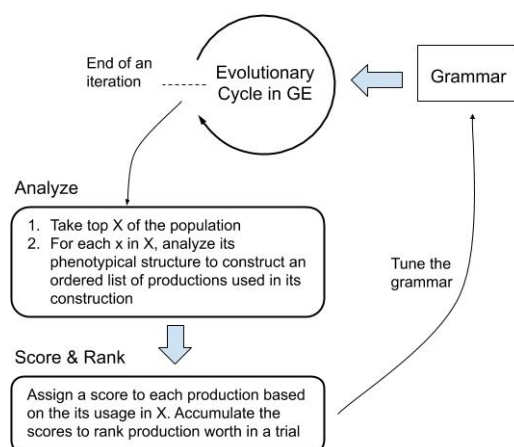 End of an
iteration
Evolutionary
Cycle in GE
Grammar
Analyze
1. Take top X of the population
2. For each x in X, analyze its
phenotypical structure to construct an
ordered list of productions used in its
construction
Tune the
grammar
Score & Rank
Assign a score to each production based
on the its usage in X. Accumulate the
scores to rank production worth in a trial